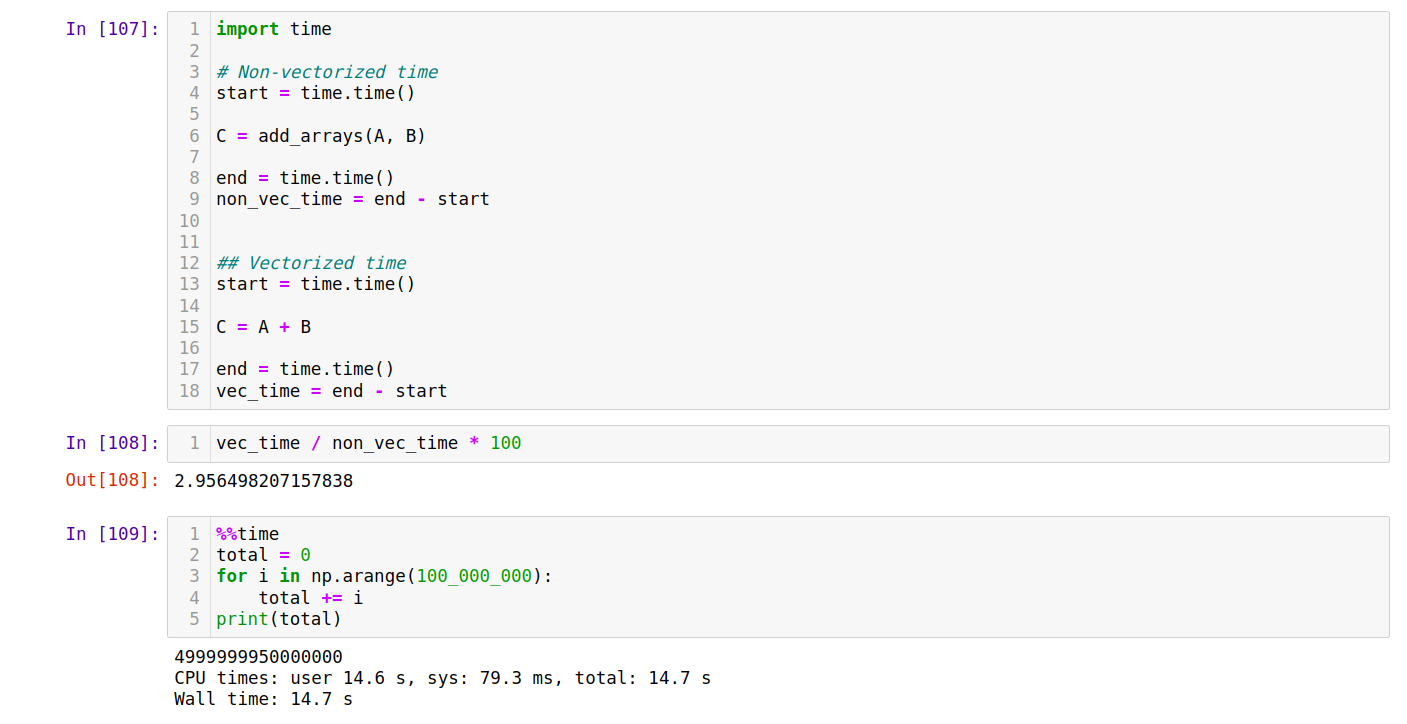 In [107]:
1 import time
2
3 # Non-vectorized time
4 start = time.time()
5
6 C = add_arrays(A, B)
7
8 end = time.time()
9 non_vec_time = end - start
10
11
12 ## Vectorized time
13 start = time.time()
14
15 C = A + B
16
17 end = time.time()
18 vec_time = end - start
In [108]:
1 vec_time / non_vec_time * 100
Out[108]: 2.956498207157838
In [109]:
1 %%time
2 total = 0
3 for i in np.arange(100_000_000):
4     total += i
5 print(total)
4999999950000000
CPU times: user 14.6 s, sys: 79.3 ms, total: 14.7 s
Wall time: 14.7 s